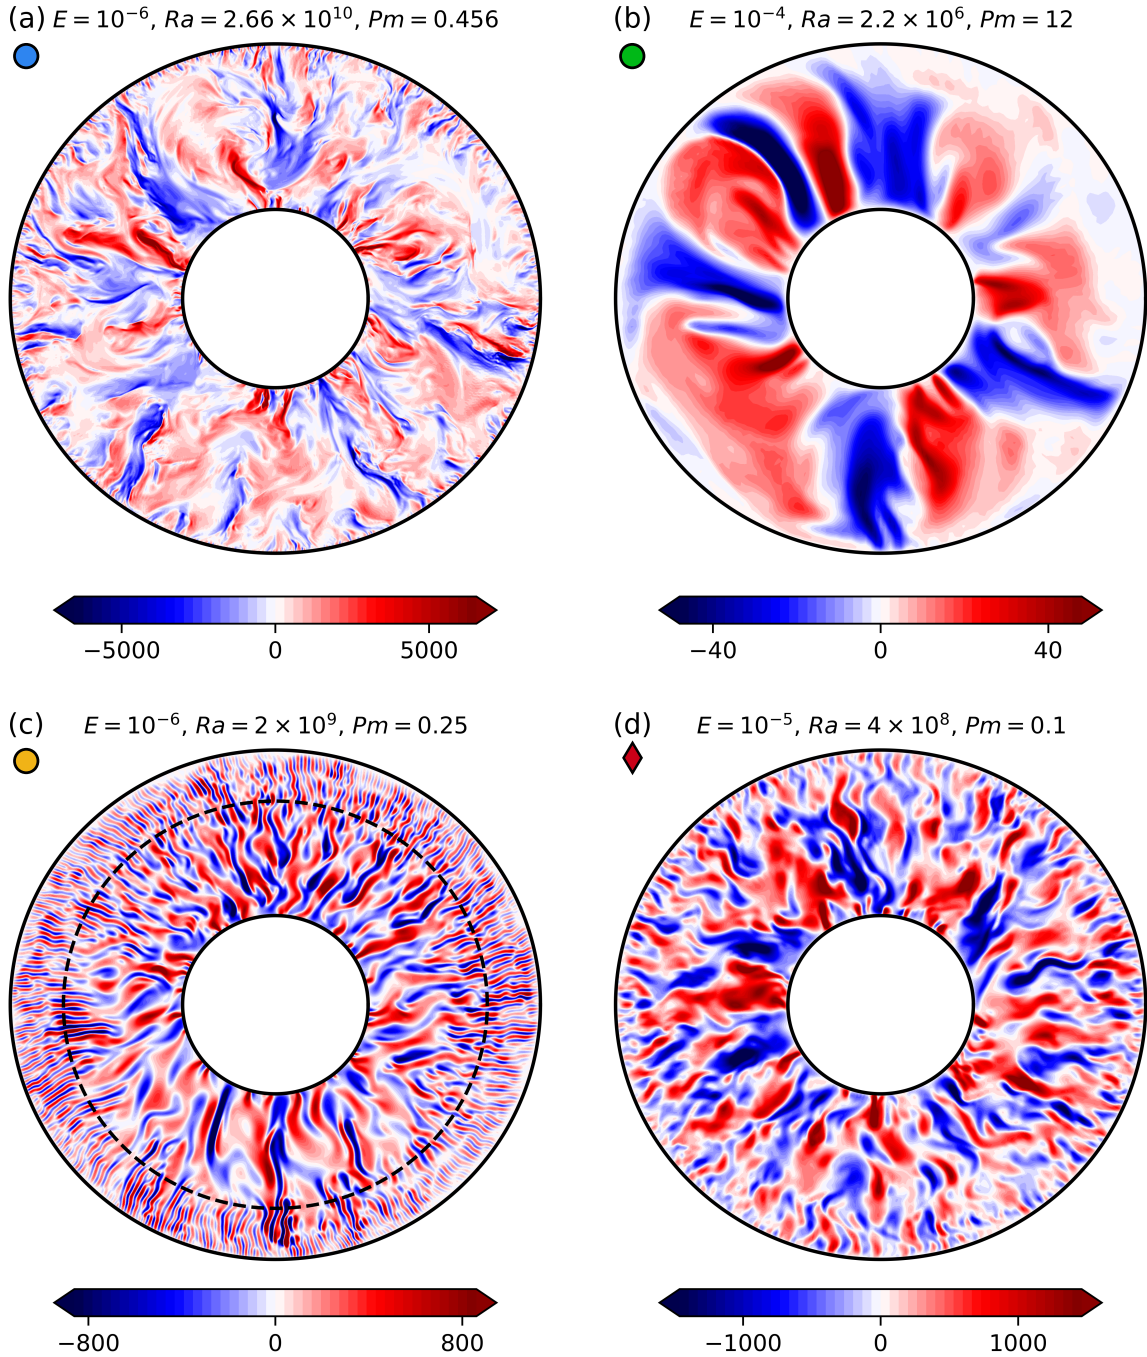 (a) E = 10⁻⁶, Ra = 2.66 × 10¹⁰, Pm = 0.456
(b) E = 10⁻⁴, Ra = 2.2 × 10⁶, Pm = 12
−5000 0 5000
−40 0 40
(c) E = 10⁻⁶, Ra = 2 × 10⁹, Pm = 0.25
(d) E = 10⁻⁵, Ra = 4 × 10⁸, Pm = 0.1
−800 0 800
−1000 0 1000